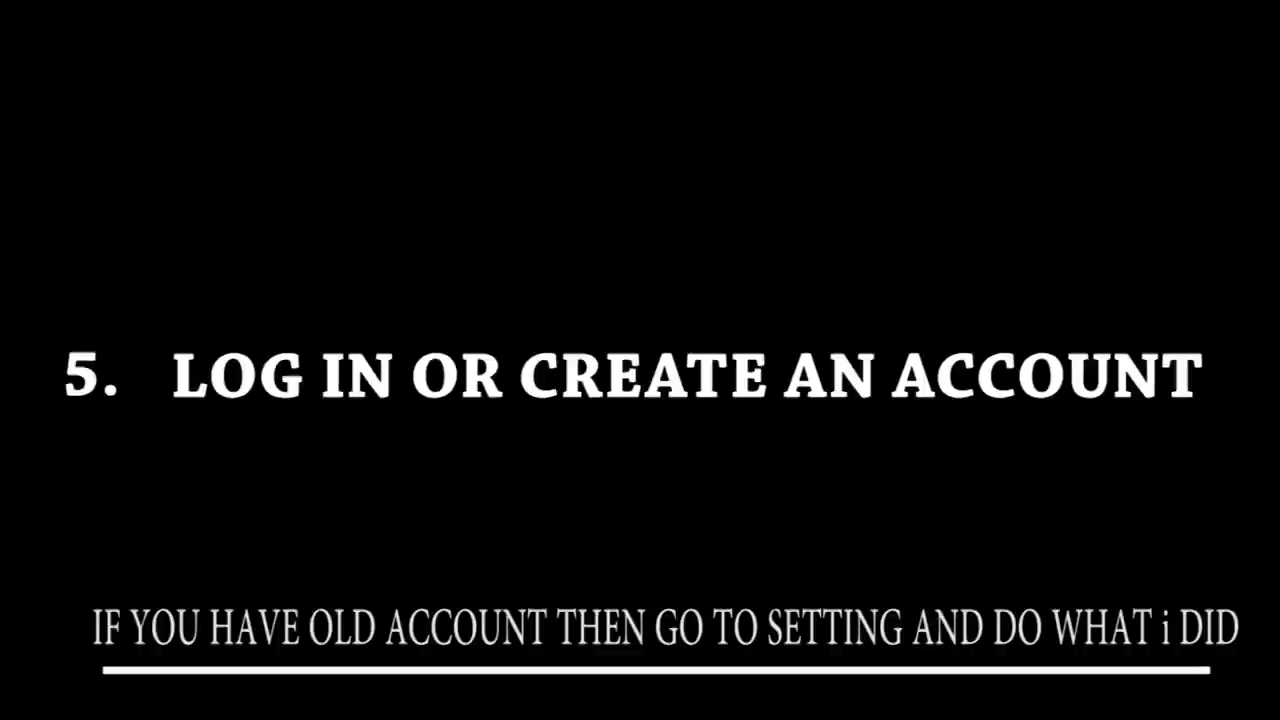 5. LOG IN OR CREATE AN ACCOUNT
IF YOU HAVE OLD ACCOUNT THEN GO TO SETTING AND DO WHAT i DID